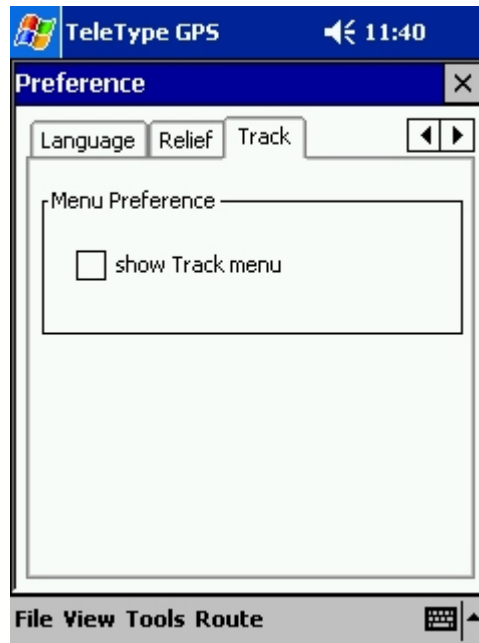 TeleType GPS 11:40
Preference
Language Relief Track
Menu Preference
show Track menu
File View Tools Route